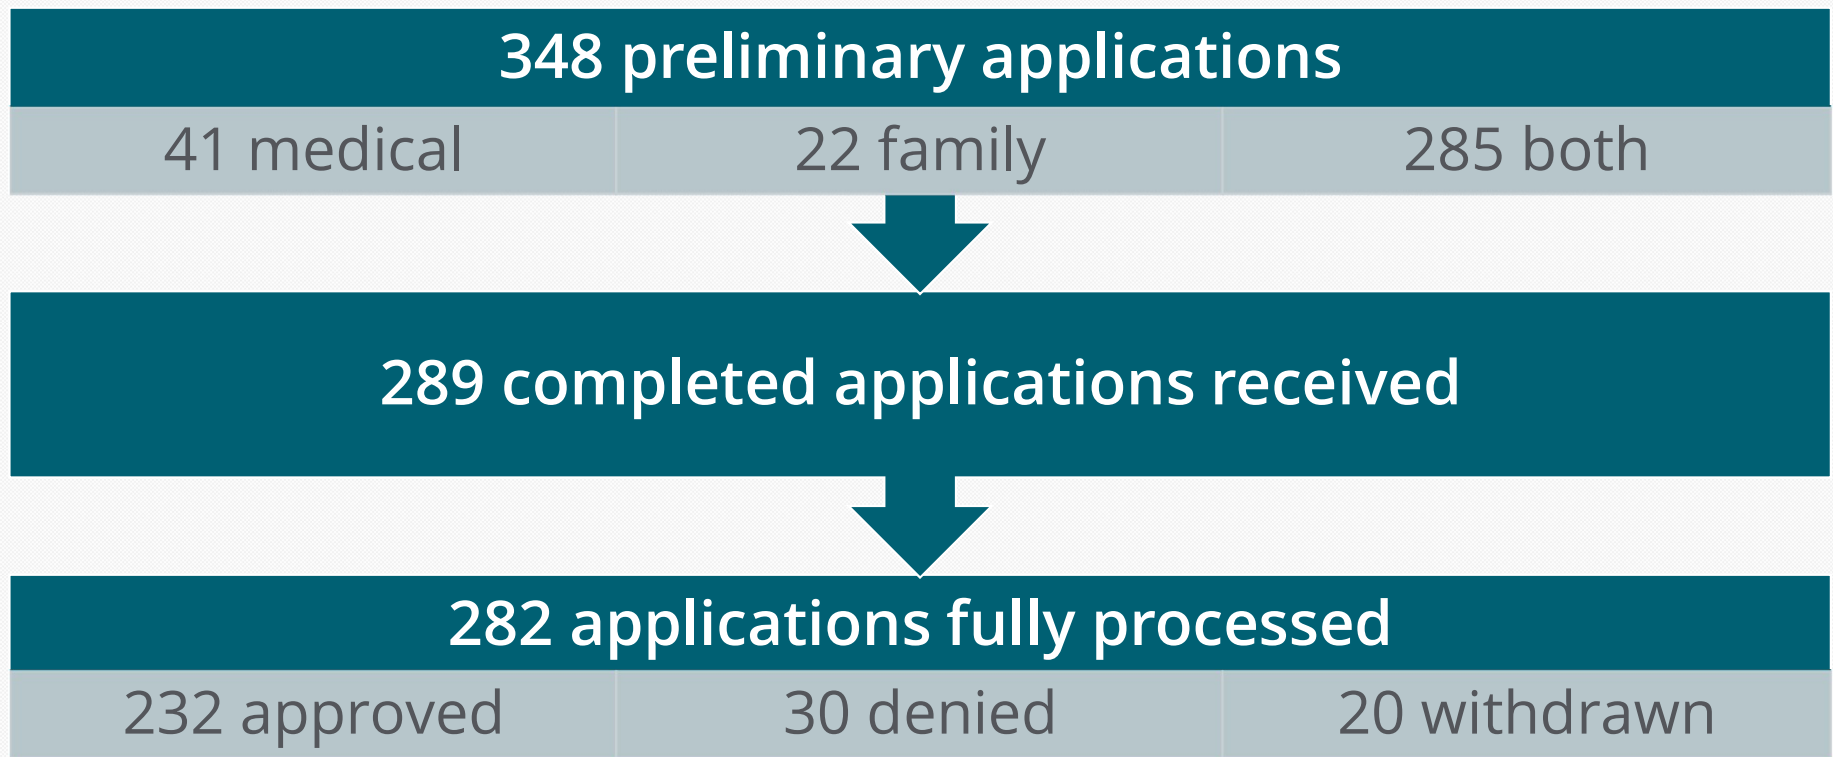 348 preliminary applications
41 medical
22 family
285 both
289 completed applications received
282 applications fully processed
232 approved
30 denied
20 withdrawn